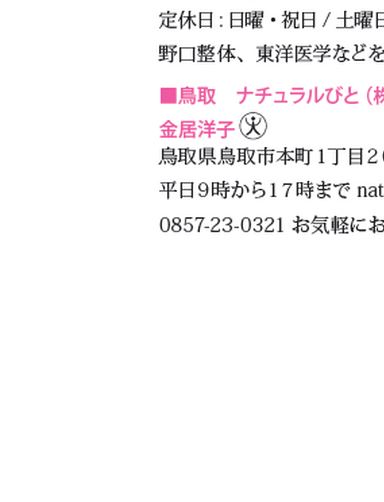 定休日 : 日曜・祝日 / 土曜日
野口整体、東洋医学などを
■鳥取　ナチュラルびと（株
金居洋子
鳥取県鳥取市本町1丁目2
平日9時から17時まで nat
0857-23-0321 お気軽にお